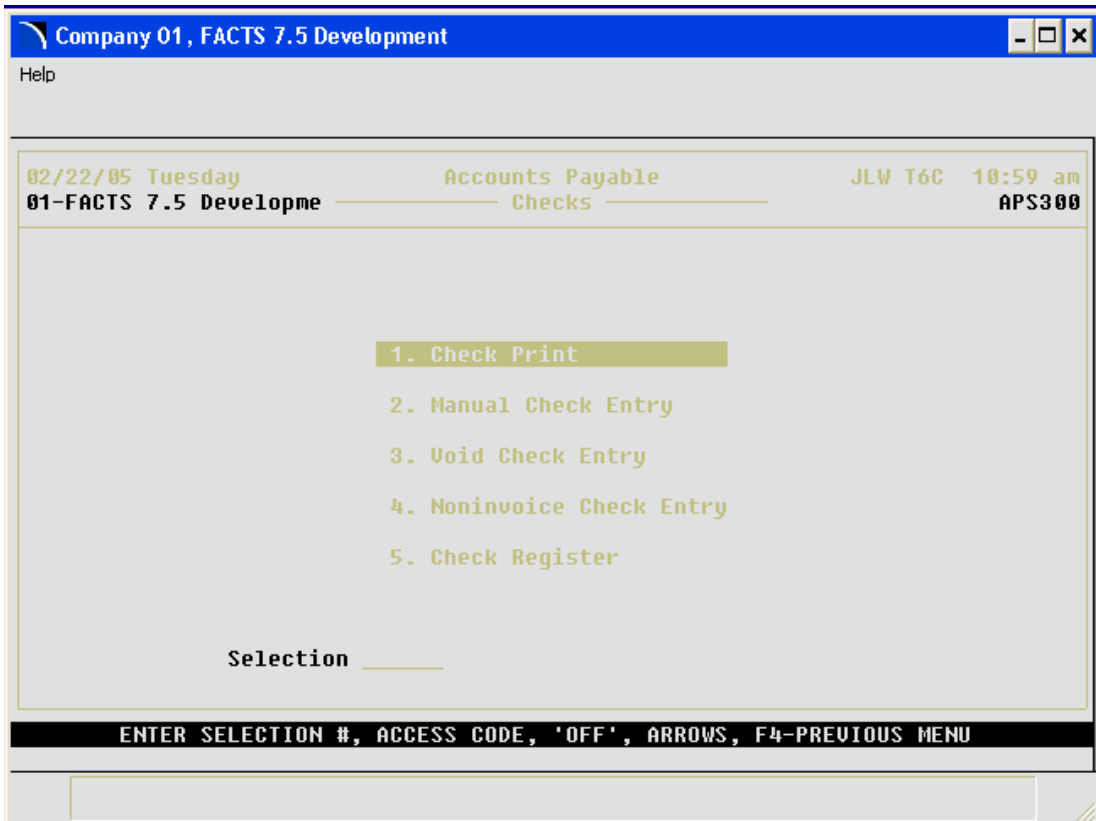 Company 01, FACTS 7.5 Development
Help
02/22/05 Tuesday Accounts Payable JLW T6C 10:59 am
01-FACTS 7.5 Developme Checks APS300
1. Check Print
2. Manual Check Entry
3. Void Check Entry
4. Noninvoice Check Entry
5. Check Register
Selection ______
ENTER SELECTION #, ACCESS CODE, 'OFF', ARROWS, F4-PREVIOUS MENU